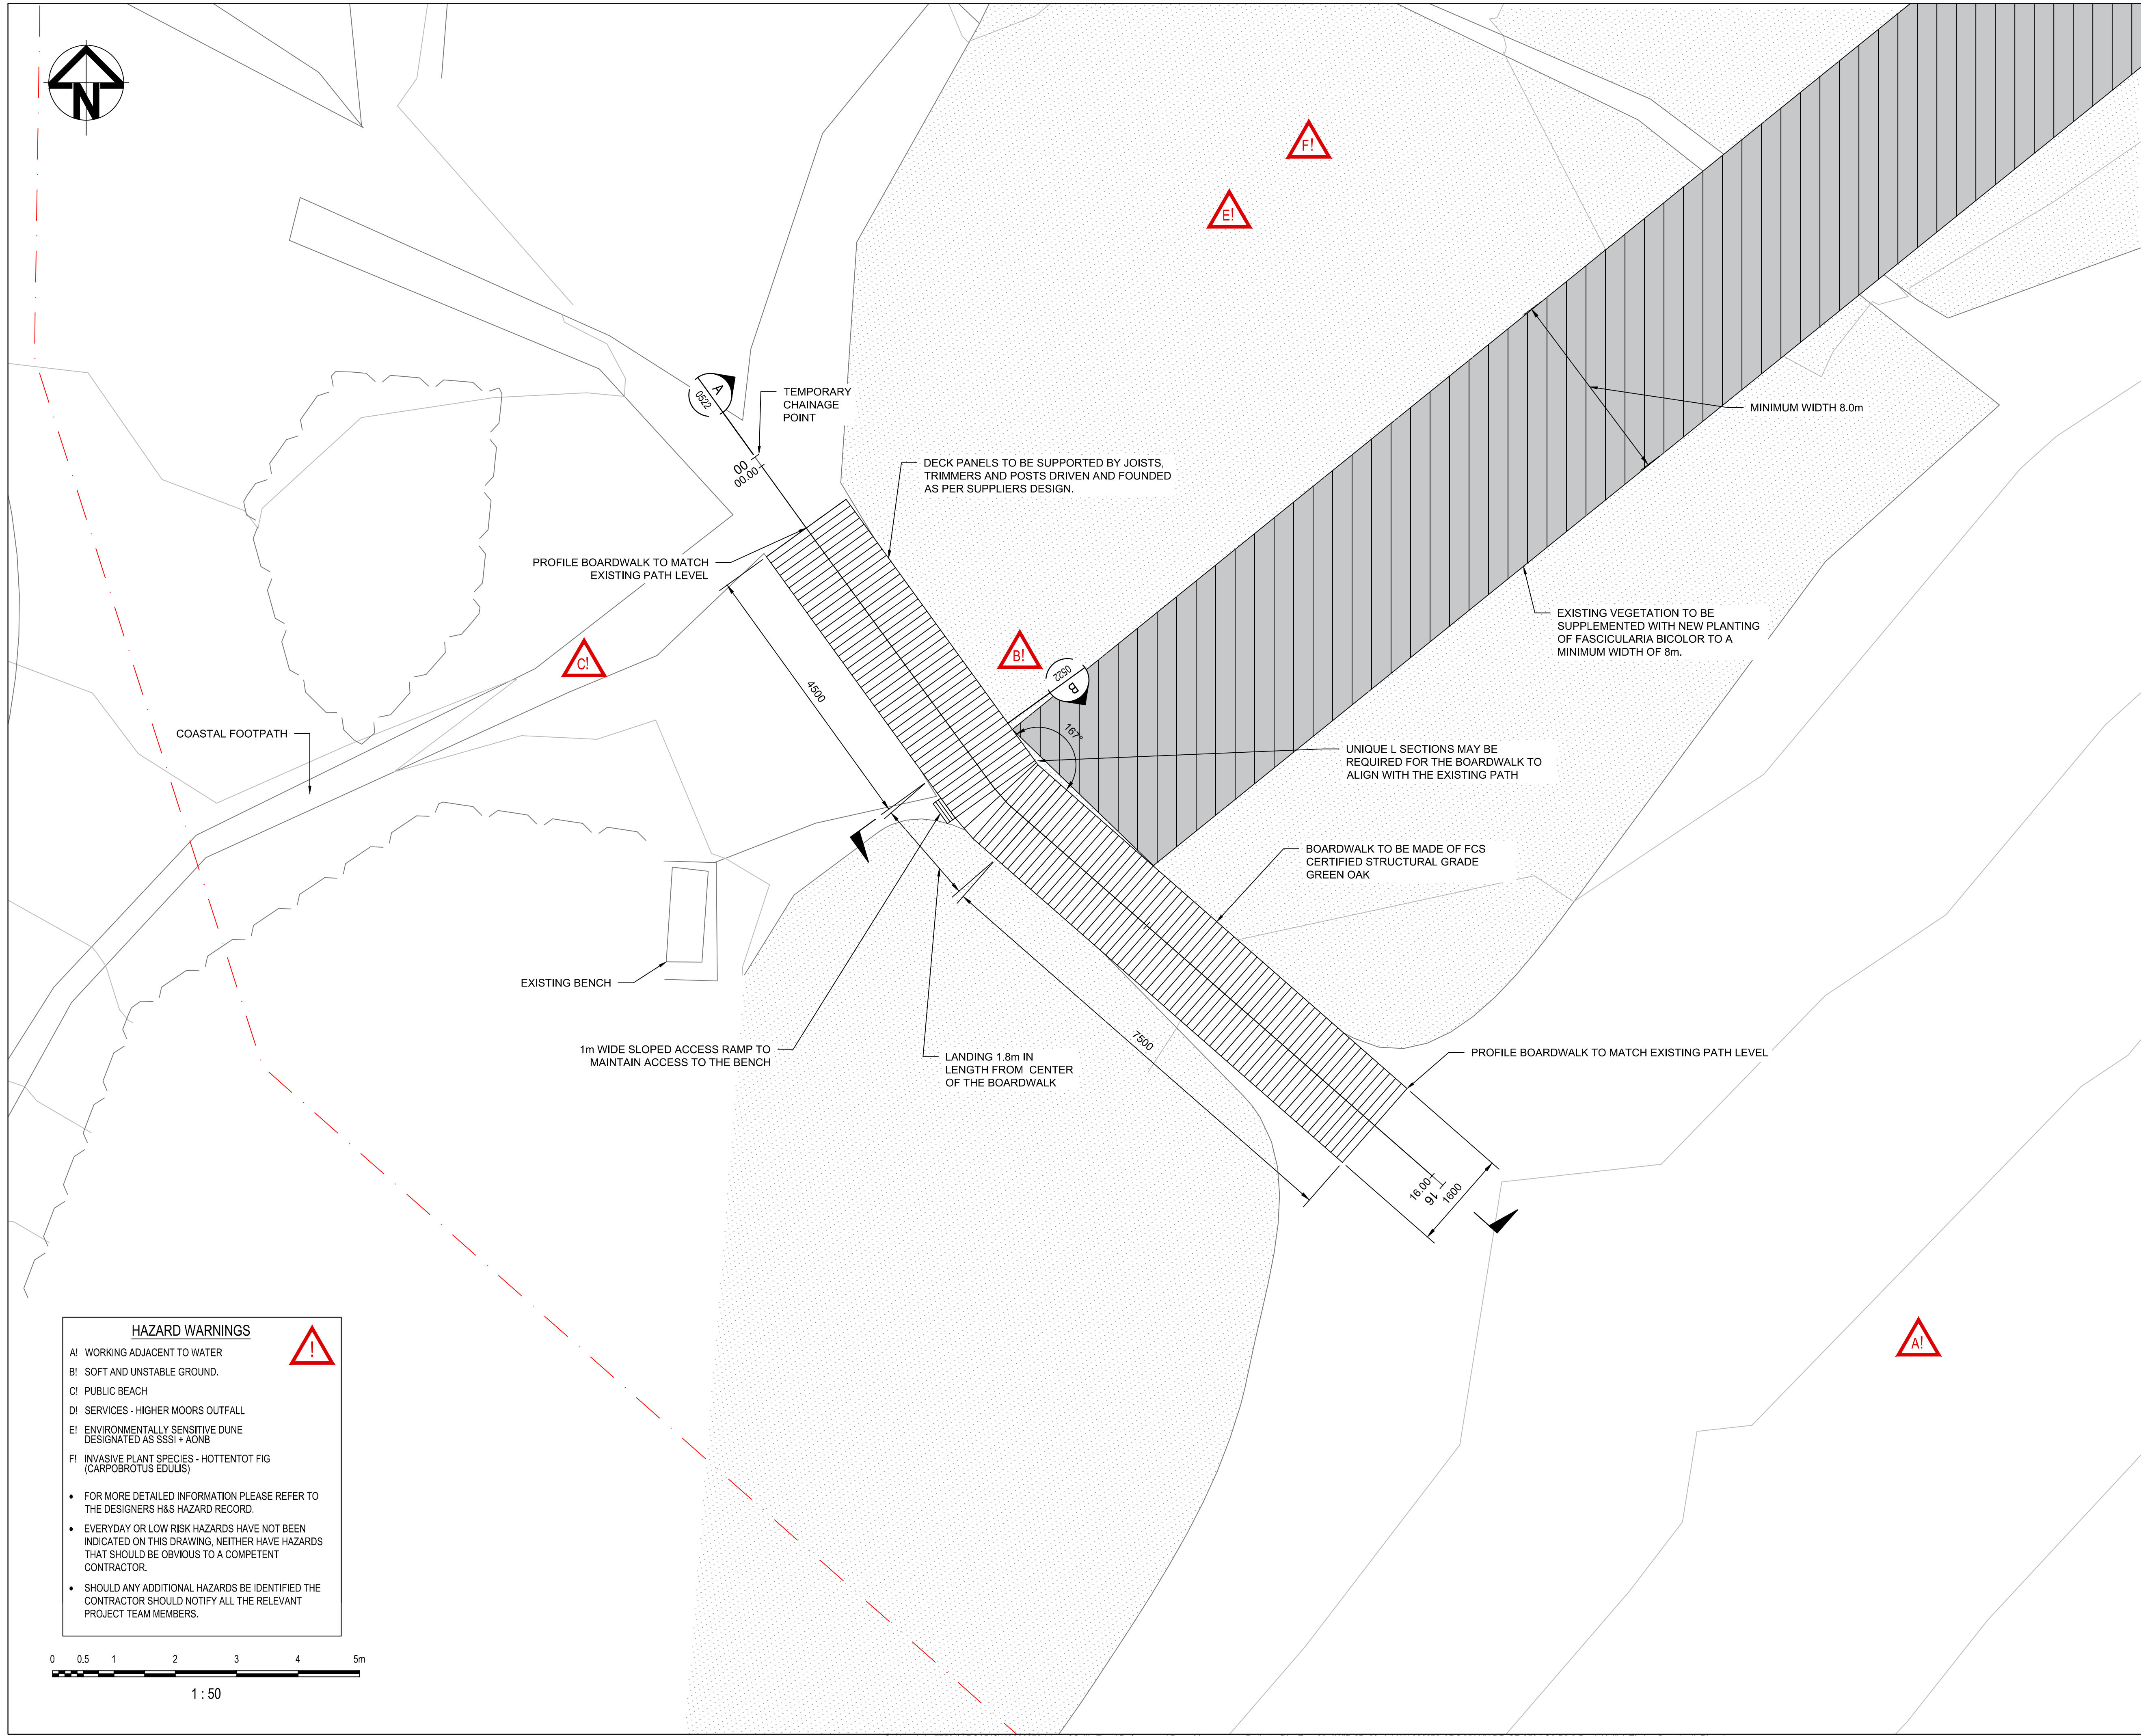 N
F!
E!
A
0522
TEMPORARY
CHAINAGE
POINT
MINIMUM WIDTH 8.0m
00
00.00
DECK PANELS TO BE SUPPORTED BY JOISTS,
TRIMMERS AND POSTS DRIVEN AND FOUNDED
AS PER SUPPLIERS DESIGN.
PROFILE BOARDWALK TO MATCH
EXISTING PATH LEVEL
EXISTING VEGETATION TO BE
SUPPLEMENTED WITH NEW PLANTING
OF FASCICULARIA BICOLOR TO A
MINIMUM WIDTH OF 8m.
C!
B!
0522
B
4500
167°
COASTAL FOOTPATH
UNIQUE L SECTIONS MAY BE
REQUIRED FOR THE BOARDWALK TO
ALIGN WITH THE EXISTING PATH
BOARDWALK TO BE MADE OF FCS
CERTIFIED STRUCTURAL GRADE
GREEN OAK
EXISTING BENCH
1m WIDE SLOPED ACCESS RAMP TO
MAINTAIN ACCESS TO THE BENCH
LANDING 1.8m IN
LENGTH FROM CENTER
OF THE BOARDWALK
7500
PROFILE BOARDWALK TO MATCH EXISTING PATH LEVEL
16.00
16
1600
A!
HAZARD WARNINGS
!
A! WORKING ADJACENT TO WATER
B! SOFT AND UNSTABLE GROUND.
C! PUBLIC BEACH
D! SERVICES - HIGHER MOORS OUTFALL
E! ENVIRONMENTALLY SENSITIVE DUNE
DESIGNATED AS SSSI + AONB
F! INVASIVE PLANT SPECIES - HOTTENTOT FIG
(CARPOBROTUS EDULIS)
• FOR MORE DETAILED INFORMATION PLEASE REFER TO
THE DESIGNERS H&S HAZARD RECORD.
• EVERYDAY OR LOW RISK HAZARDS HAVE NOT BEEN
INDICATED ON THIS DRAWING, NEITHER HAVE HAZARDS
THAT SHOULD BE OBVIOUS TO A COMPETENT
CONTRACTOR.
• SHOULD ANY ADDITIONAL HAZARDS BE IDENTIFIED THE
CONTRACTOR SHOULD NOTIFY ALL THE RELEVANT
PROJECT TEAM MEMBERS.
0 0.5 1 2 3 4 5m
1 : 50